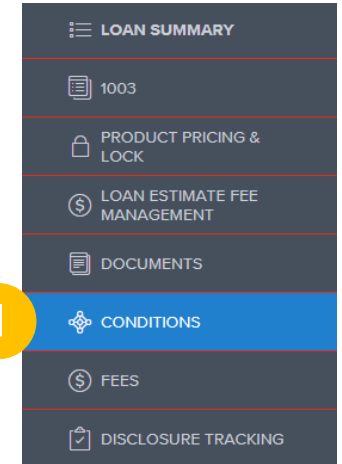 LOAN SUMMARY
1003
PRODUCT PRICING &
LOCK
LOAN ESTIMATE FEE
MANAGEMENT
DOCUMENTS
CONDITIONS
FEES
DISCLOSURE TRACKING